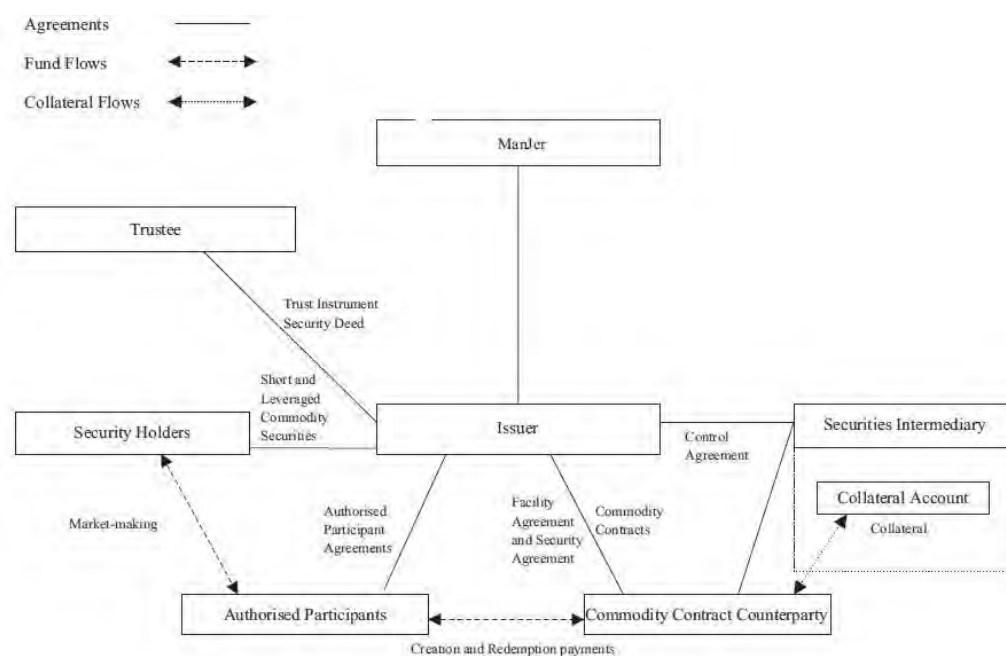 Agreements
Fund Flows
Collateral Flows
ManJer
Trustee
Trust Instrument
Security Deed
Short and
Leveraged
Commodity
Securities
Security Holders
Issuer
Securities Intermediary
Control
Agreement
Collateral Account
Collateral
Market-making
Authorised
Participant
Agreements
Facility
Agreement
and Security
Agreement
Commodity
Contracts
Authorised Participants
Commodity Contract Counterparty
Creation and Redemption payments